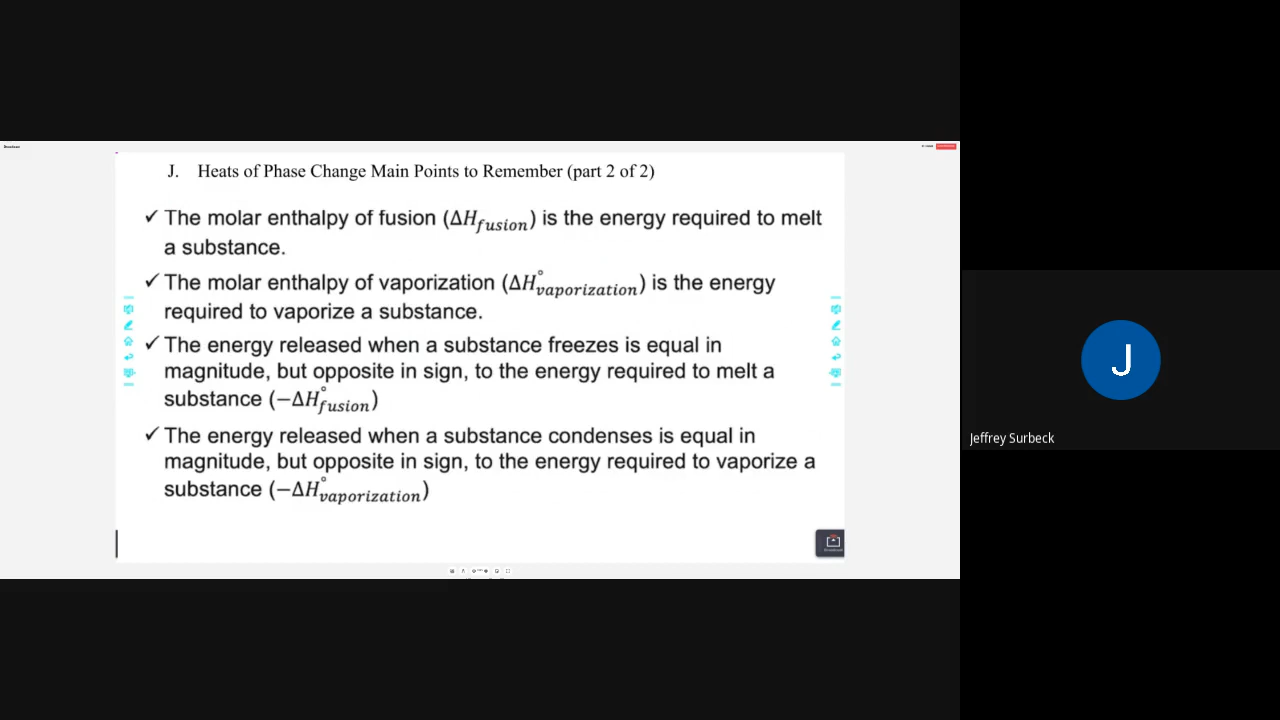 J. Heats of Phase Change Main Points to Remember (part 2 of 2)
✓ The molar enthalpy of fusion (ΔH_fusion) is the energy required to melt
a substance.
✓ The molar enthalpy of vaporization (ΔH°_vaporization) is the energy
required to vaporize a substance.
✓ The energy released when a substance freezes is equal in
magnitude, but opposite in sign, to the energy required to melt a
substance (−ΔH°_fusion)
✓ The energy released when a substance condenses is equal in
magnitude, but opposite in sign, to the energy required to vaporize a
substance (−ΔH°_vaporization)
J
Jeffrey Surbeck